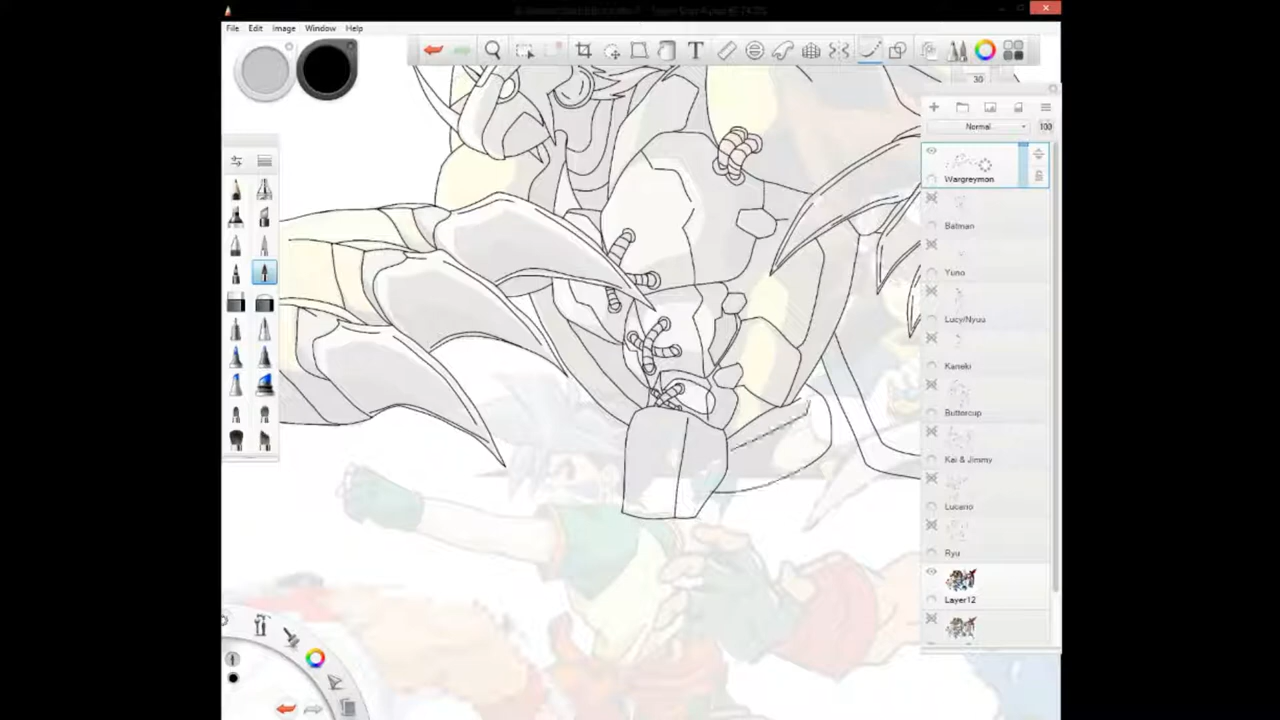 File Edit Image Window Help
T
30
Normal 100
Wargreymon
Batman
Yuno
Lucy/Nyuu
Kaneki
Buttercup
Kai & Jimmy
Lucario
Ryu
Layer12